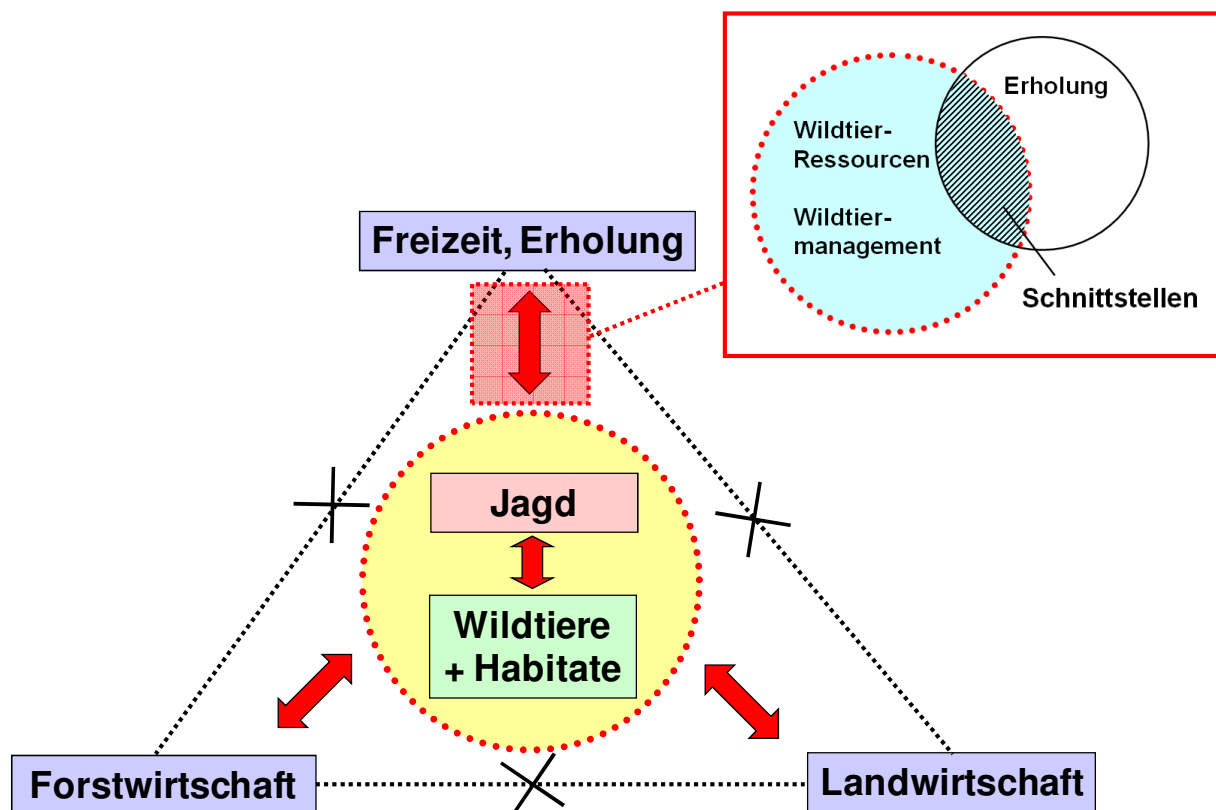 Erholung
Wildtier-
Ressourcen
Wildtier-
management
Schnittstellen
Freizeit, Erholung
Jagd
Wildtiere
+ Habitate
Forstwirtschaft
Landwirtschaft